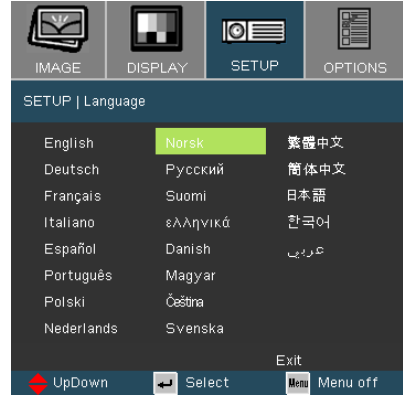 IMAGE DISPLAY SETUP OPTIONS
SETUP | Language
English Norsk 繁體中文
Deutsch Русский 简体中文
Français Suomi 日本語
Italiano ελληνικά 한국어
Español Danish عربي
Português Magyar
Polski Čeština
Nederlands Svenska
Exit
UpDown Select Menu Menu off